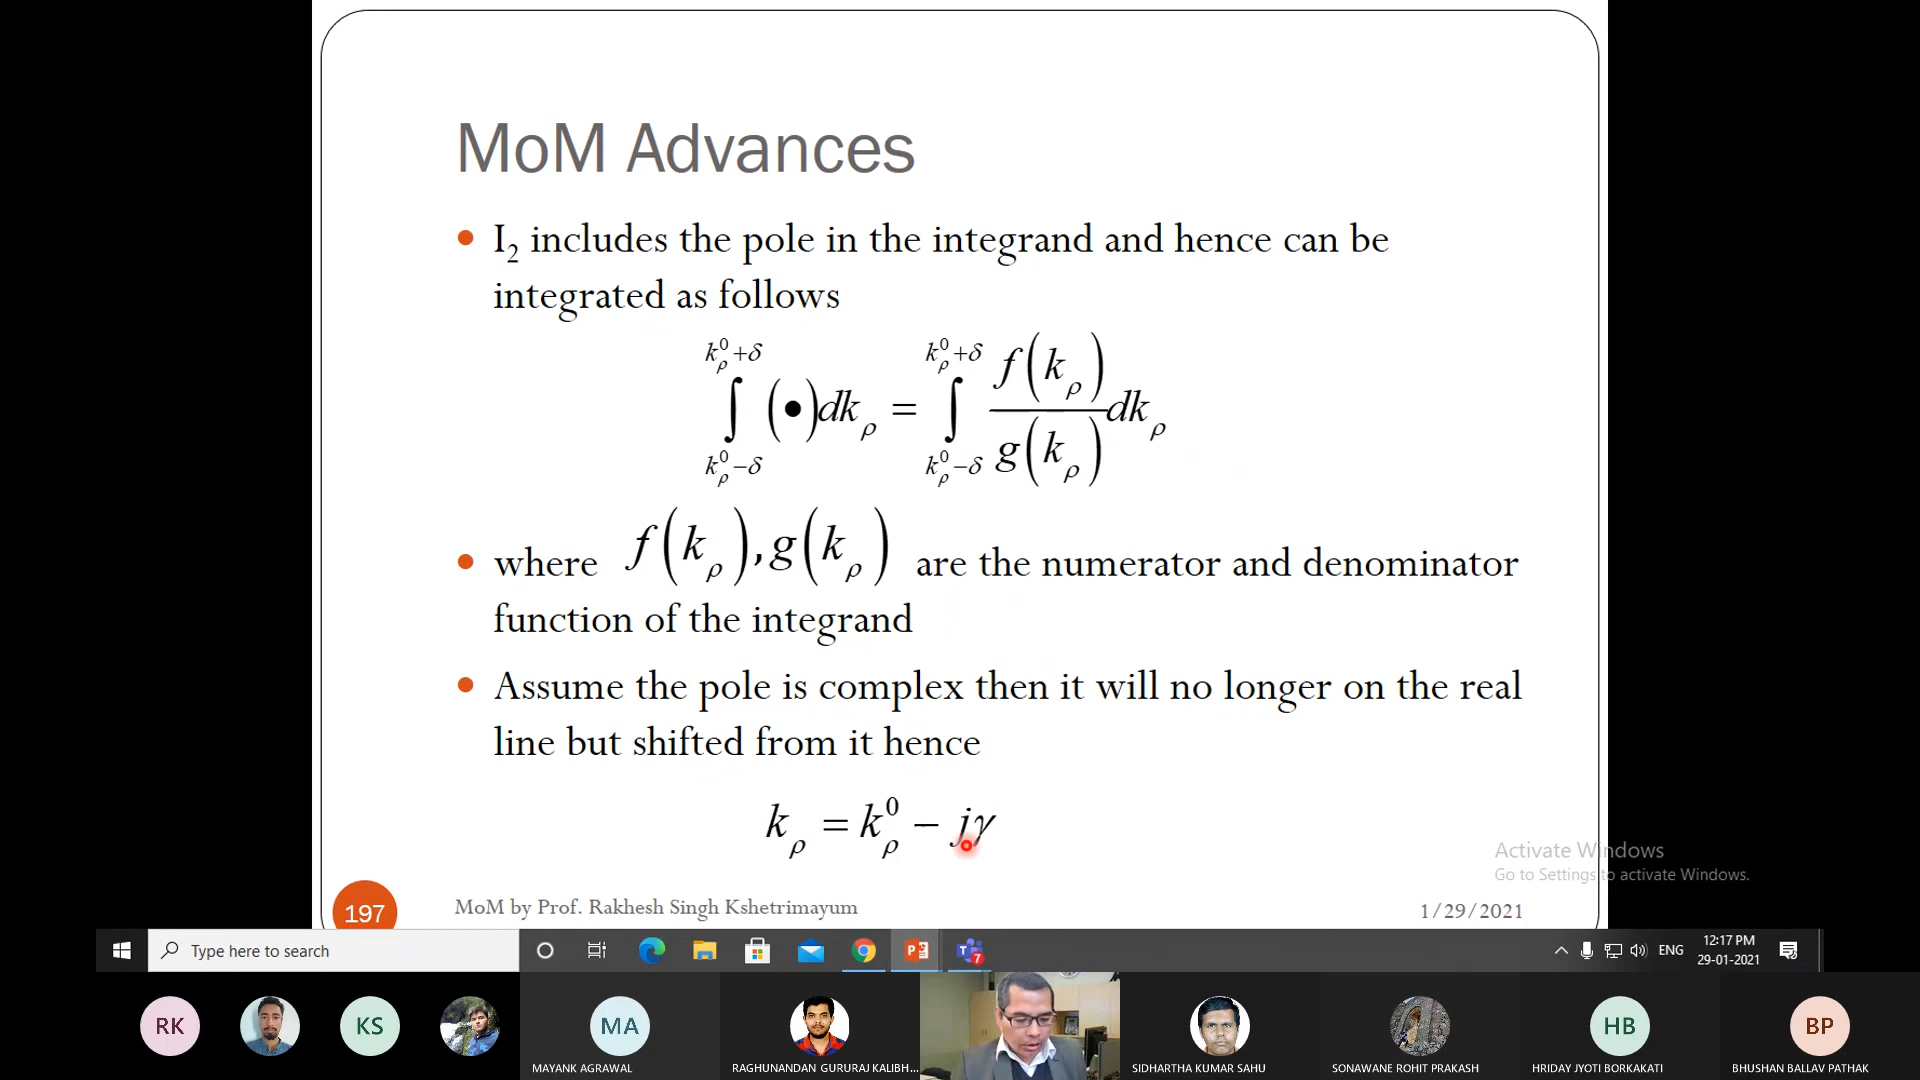 MoM Advances
• I₂ includes the pole in the integrand and hence can be
integrated as follows
∫_{k_ρ^0−δ}^{k_ρ^0+δ} (•)dk_ρ = ∫_{k_ρ^0−δ}^{k_ρ^0+δ} f(k_ρ)/g(k_ρ) dk_ρ
• where f(k_ρ),g(k_ρ) are the numerator and denominator
function of the integrand
• Assume the pole is complex then it will no longer on the real
line but shifted from it hence
k_ρ = k_ρ^0 − jγ
Activate Windows
Go to Settings to activate Windows.
197
MoM by Prof. Rakhesh Singh Kshetrimayum
1/29/2021
Type here to search
7
ENG
12:17 PM
29-01-2021
RK
KS
MA
HB
BP
MAYANK AGRAWAL
RAGHUNANDAN GURURAJ KALIBH...
SIDHARTHA KUMAR SAHU
SONAWANE ROHIT PRAKASH
HRIDAY JYOTI BORKAKATI
BHUSHAN BALLAV PATHAK